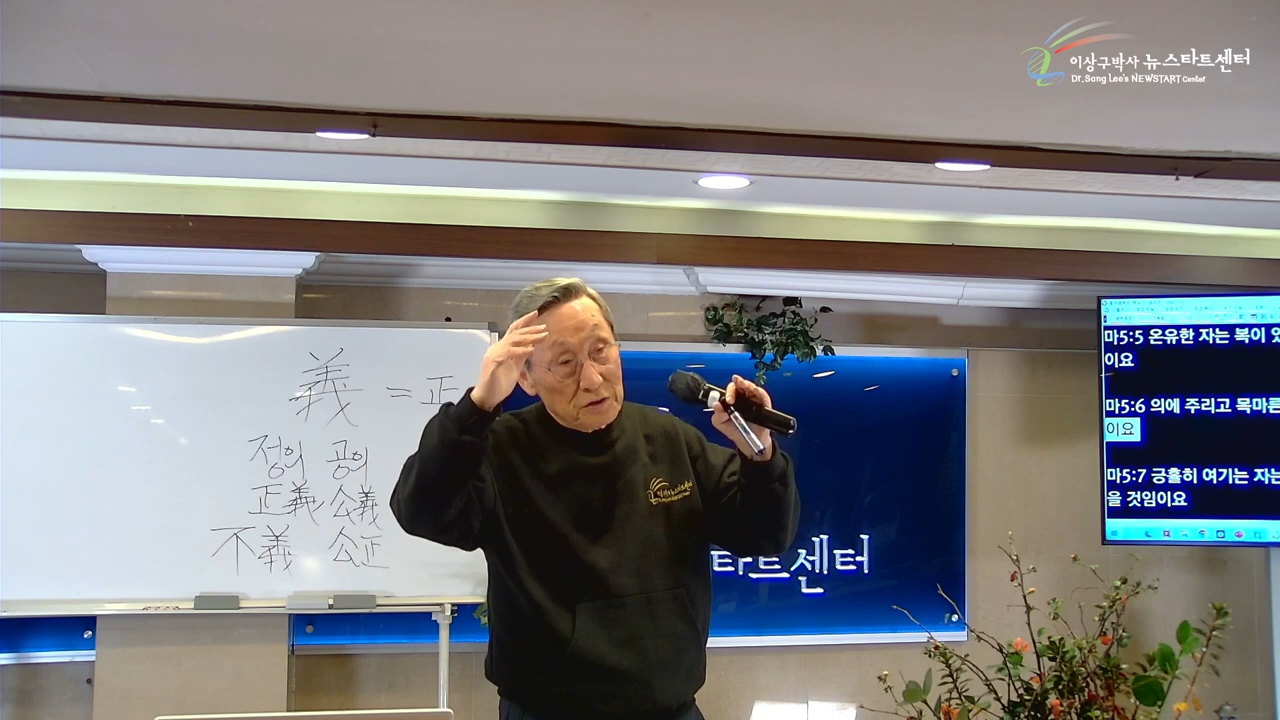 이상구박사 뉴스타트센터
Dr. Sang Lee's NEWSTART Center
義 = 正
정의 공의
正義 公義
不義 公正
타트센터
마5:5 온유한 자는 복이
이요
마5:6 의에 주리고 목마른
이요
마5:7 긍휼히 여기는 자는
을 것임이요